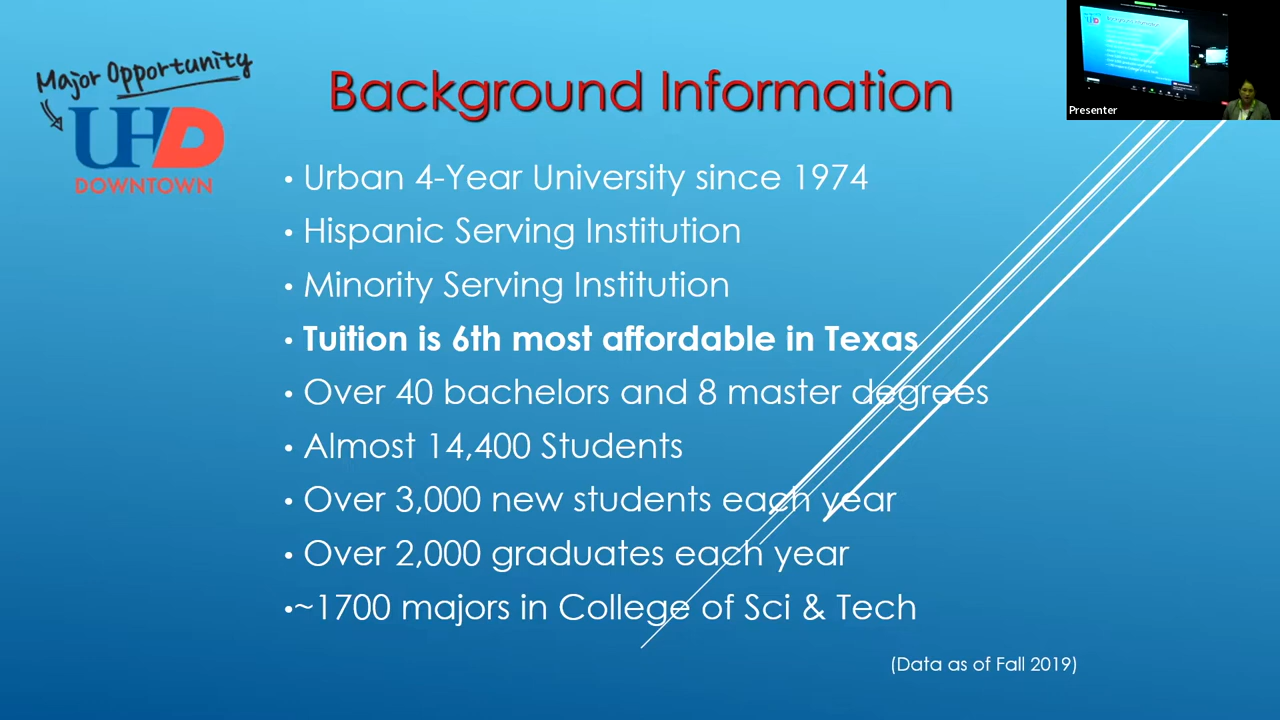 Major Opportunity
UHD
DOWNTOWN
Background Information
Presenter
• Urban 4-Year University since 1974
• Hispanic Serving Institution
• Minority Serving Institution
• Tuition is 6th most affordable in Texas
• Over 40 bachelors and 8 master degrees
• Almost 14,400 Students
• Over 3,000 new students each year
• Over 2,000 graduates each year
•~1700 majors in College of Sci & Tech
(Data as of Fall 2019)